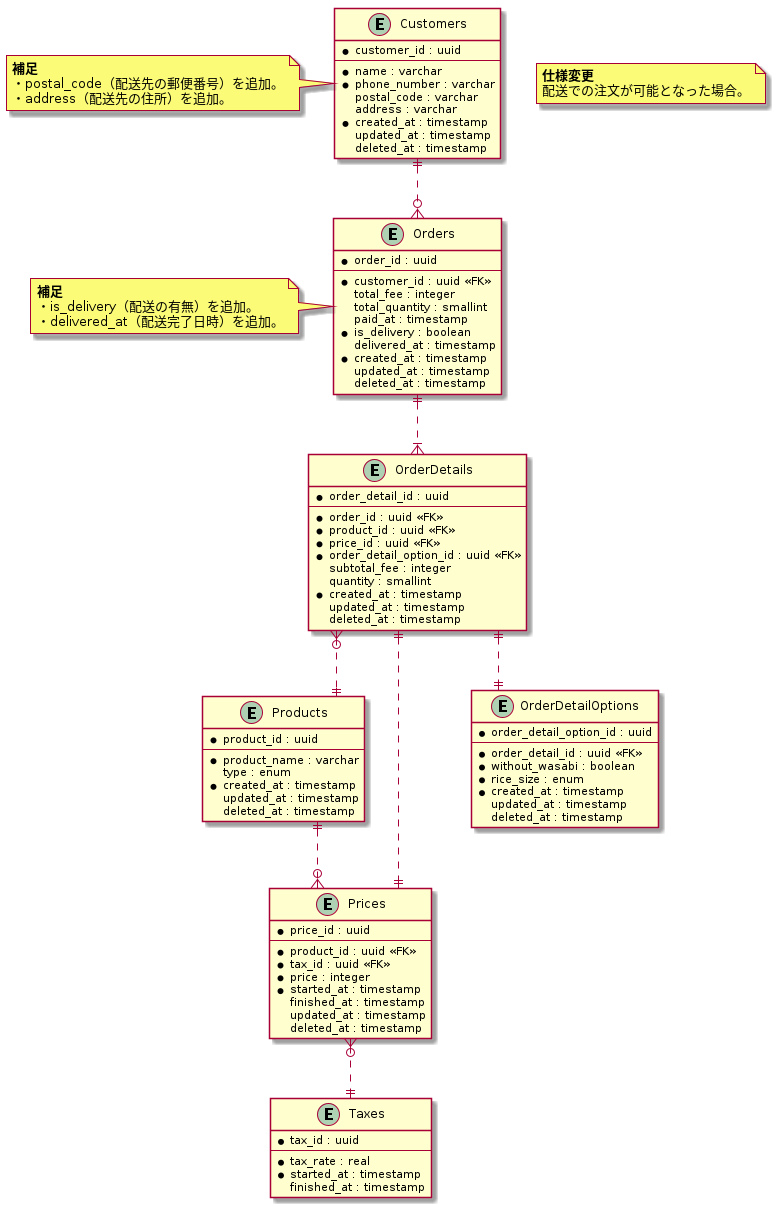 E Customers
customer_id : uuid
name : varchar
phone_number : varchar
postal_code : varchar
address : varchar
created_at : timestamp
updated_at : timestamp
deleted_at : timestamp
補足
・postal_code（配送先の郵便番号）を追加。
・address（配送先の住所）を追加。
仕様変更
配送での注文が可能となった場合。
E Orders
order_id : uuid
customer_id : uuid «FK»
total_fee : integer
total_quantity : smallint
paid_at : timestamp
is_delivery : boolean
delivered_at : timestamp
created_at : timestamp
updated_at : timestamp
deleted_at : timestamp
補足
・is_delivery（配送の有無）を追加。
・delivered_at（配送完了日時）を追加。
E OrderDetails
order_detail_id : uuid
order_id : uuid «FK»
product_id : uuid «FK»
price_id : uuid «FK»
order_detail_option_id : uuid «FK»
subtotal_fee : integer
quantity : smallint
created_at : timestamp
updated_at : timestamp
deleted_at : timestamp
E Products
product_id : uuid
product_name : varchar
type : enum
created_at : timestamp
updated_at : timestamp
deleted_at : timestamp
E OrderDetailOptions
order_detail_option_id : uuid
order_detail_id : uuid «FK»
without_wasabi : boolean
rice_size : enum
created_at : timestamp
updated_at : timestamp
deleted_at : timestamp
E Prices
price_id : uuid
product_id : uuid «FK»
tax_id : uuid «FK»
price : integer
started_at : timestamp
finished_at : timestamp
updated_at : timestamp
deleted_at : timestamp
E Taxes
tax_id : uuid
tax_rate : real
started_at : timestamp
finished_at : timestamp